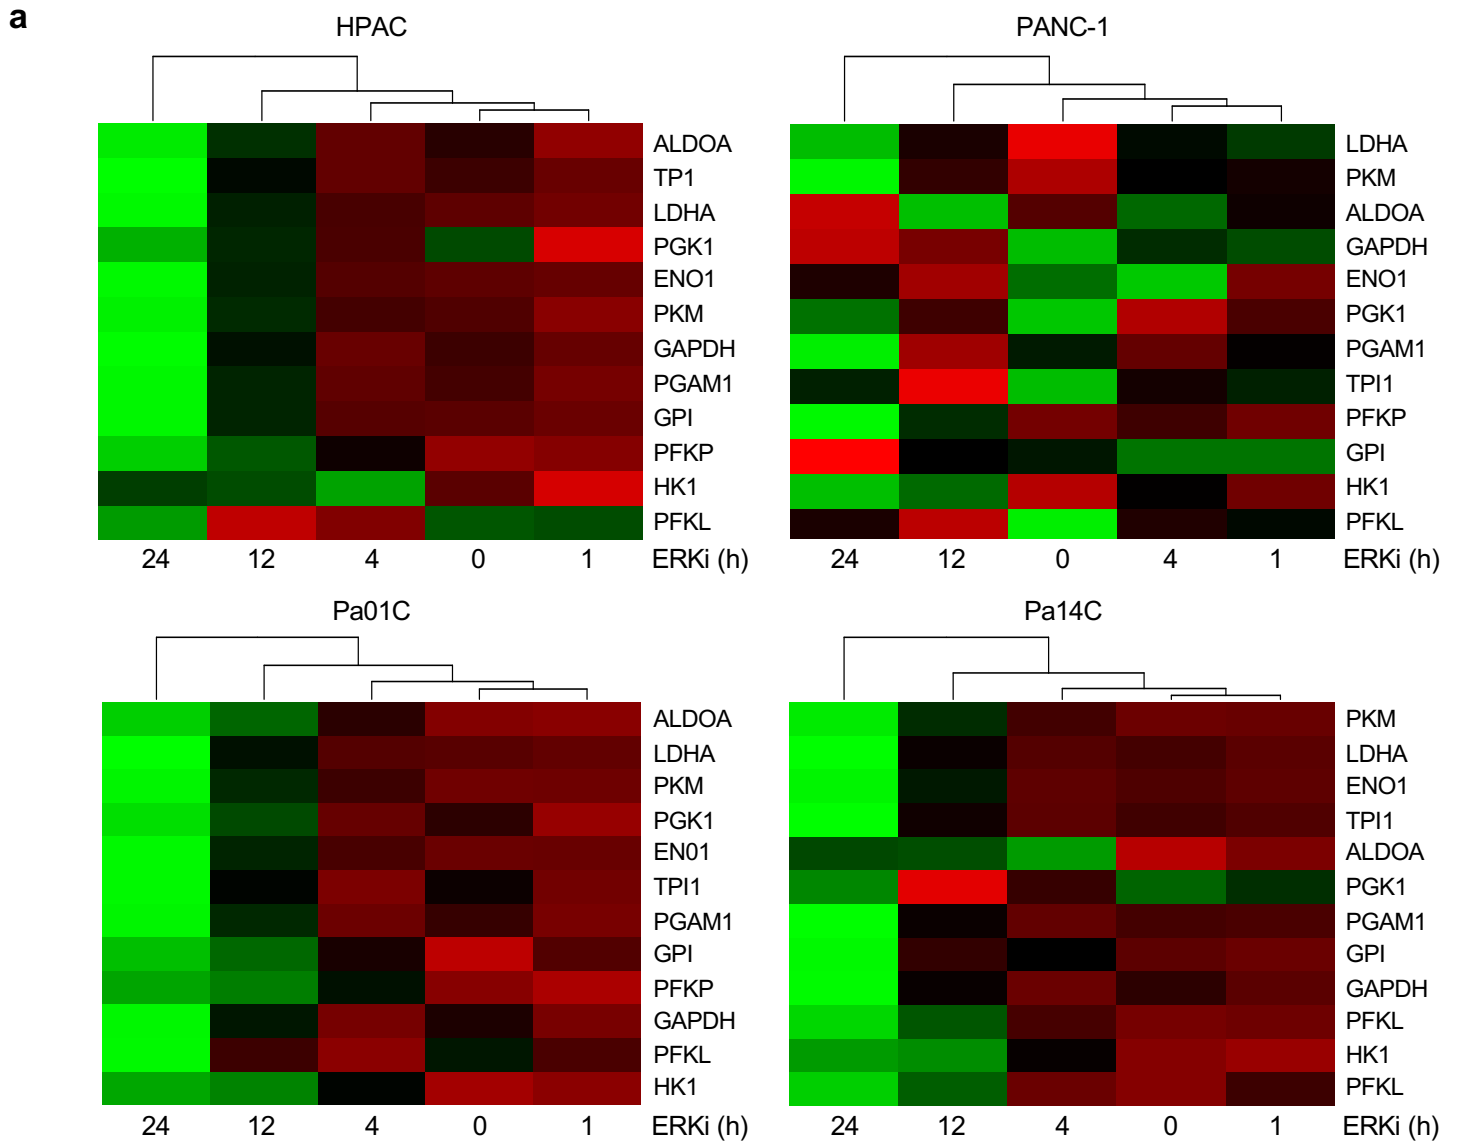 a
HPAC
ALDOA
TP1
LDHA
PGK1
ENO1
PKM
GAPDH
PGAM1
GPI
PFKP
HK1
PFKL
24 12 4 0 1 ERKi (h)
PANC-1
LDHA
PKM
ALDOA
GAPDH
ENO1
PGK1
PGAM1
TPI1
PFKP
GPI
HK1
PFKL
24 12 0 4 1 ERKi (h)
Pa01C
ALDOA
LDHA
PKM
PGK1
EN01
TPI1
PGAM1
GPI
PFKP
GAPDH
PFKL
HK1
24 12 4 0 1 ERKi (h)
Pa14C
PKM
LDHA
ENO1
TPI1
ALDOA
PGK1
PGAM1
GPI
GAPDH
PFKL
HK1
PFKL
24 12 4 0 1 ERKi (h)